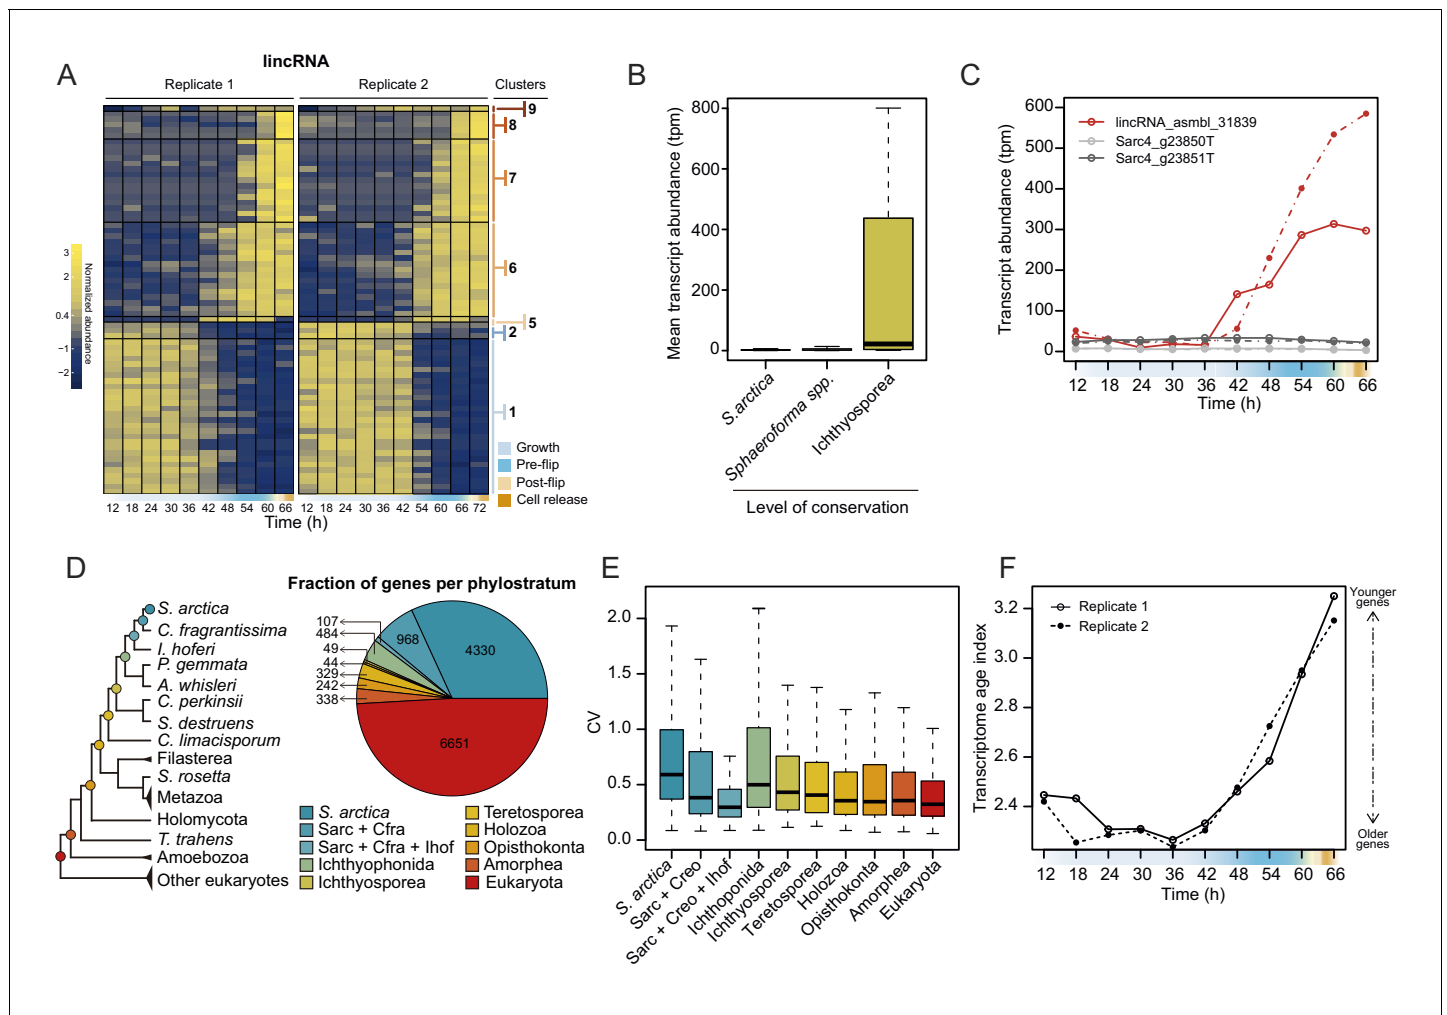 A
lincRNA
Replicate 1
Replicate 2
Clusters
9
8
7
6
5
2
1
3
2
0.4
−1
−2
Normalized abundance
Growth
Pre-flip
Post-flip
Cell release
12 18 24 30 36 42 48 54 60 66
12 18 24 30 36 42 54 60 66 72
Time (h)
B
Mean transcript abundance (tpm)
800
600
400
200
0
S. arctica
Sphaeroforma spp.
Ichthyosporea
Level of conservation
C
Transcript abundance (tpm)
600
500
400
300
200
100
0
lincRNA_asmbl_31839
Sarc4_g23850T
Sarc4_g23851T
12 18 24 30 36 42 48 54 60 66
Time (h)
D
S. arctica
C. fragrantissima
I. hoferi
P. gemmata
A. whisleri
C. perkinsii
S. destruens
C. limacisporum
Filasterea
S. rosetta
Metazoa
Holomycota
T. trahens
Amoebozoa
Other eukaryotes
Fraction of genes per phylostratum
107
484
49
44
329
242
338
968
4330
6651
S. arctica
Sarc + Cfra
Sarc + Cfra + Ihof
Ichthyophonida
Ichthyosporea
Teretosporea
Holozoa
Opisthokonta
Amorphea
Eukaryota
E
CV
2.0
1.5
1.0
0.5
0.0
S. arctica
Sarc + Creo
Sarc + Creo + Ihof
Ichthoponida
Ichthyosporea
Teretosporea
Holozoa
Opisthokonta
Amorphea
Eukaryota
F
Transcriptome age index
3.2
3.0
2.8
2.6
2.4
Replicate 1
Replicate 2
Younger
genes
Older
genes
12 18 24 30 36 42 48 54 60 66
Time (h)